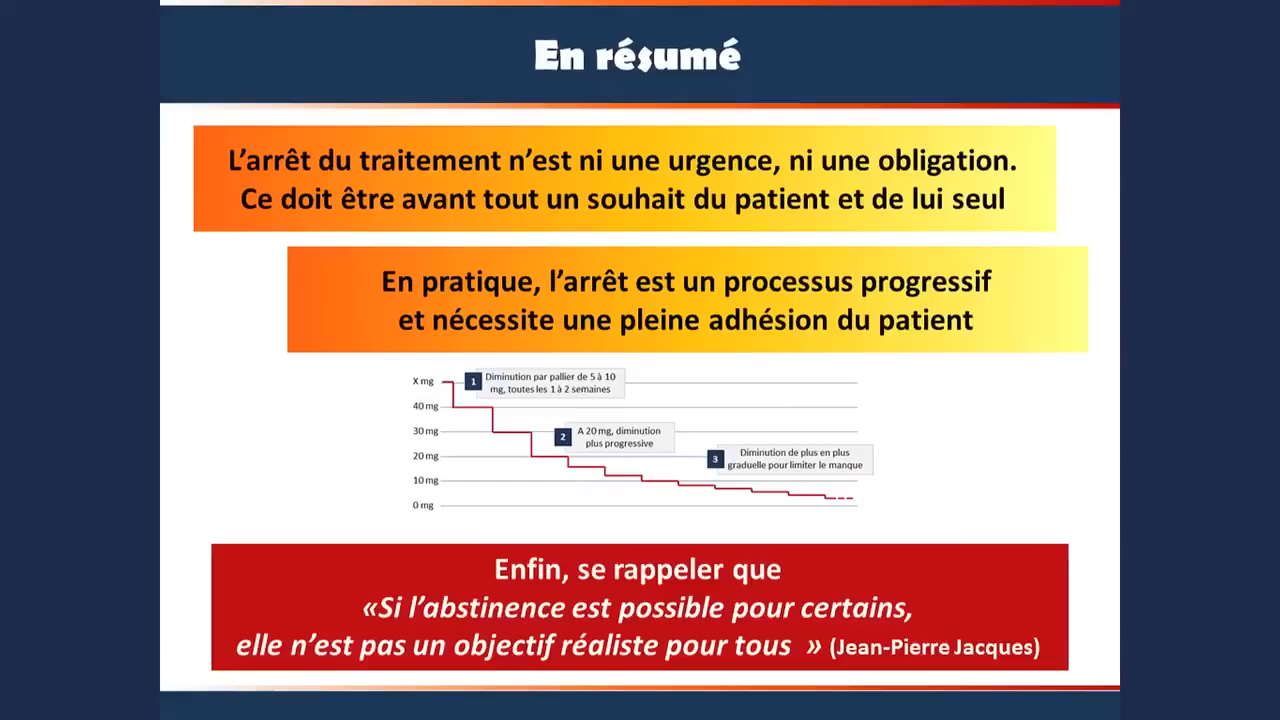 En résumé
L'arrêt du traitement n'est ni une urgence, ni une obligation.
Ce doit être avant tout un souhait du patient et de lui seul
En pratique, l'arrêt est un processus progressif
et nécessite une pleine adhésion du patient
X mg
40 mg
30 mg
20 mg
10 mg
0 mg
1
Diminution par pallier de 5 à 10
mg, toutes les 1 à 2 semaines
2
A 20 mg, diminution
plus progressive
3
Diminution de plus en plus
graduelle pour limiter le manque
Enfin, se rappeler que
«Si l'abstinence est possible pour certains,
elle n'est pas un objectif réaliste pour tous » (Jean-Pierre Jacques)